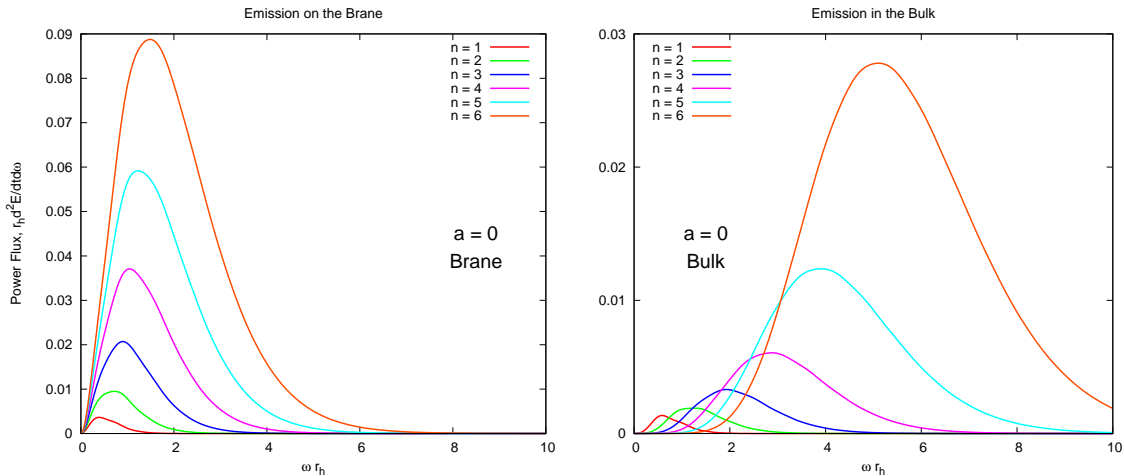 Emission on the Brane
Power Flux, r_h d²E/dtdω
0.09
0.08
0.07
0.06
0.05
0.04
0.03
0.02
0.01
0
n = 1
n = 2
n = 3
n = 4
n = 5
n = 6
a = 0
Brane
0 2 4 6 8 10
ω r_h
Emission in the Bulk
0.03
0.02
0.01
0
n = 1
n = 2
n = 3
n = 4
n = 5
n = 6
a = 0
Bulk
0 2 4 6 8 10
ω r_h